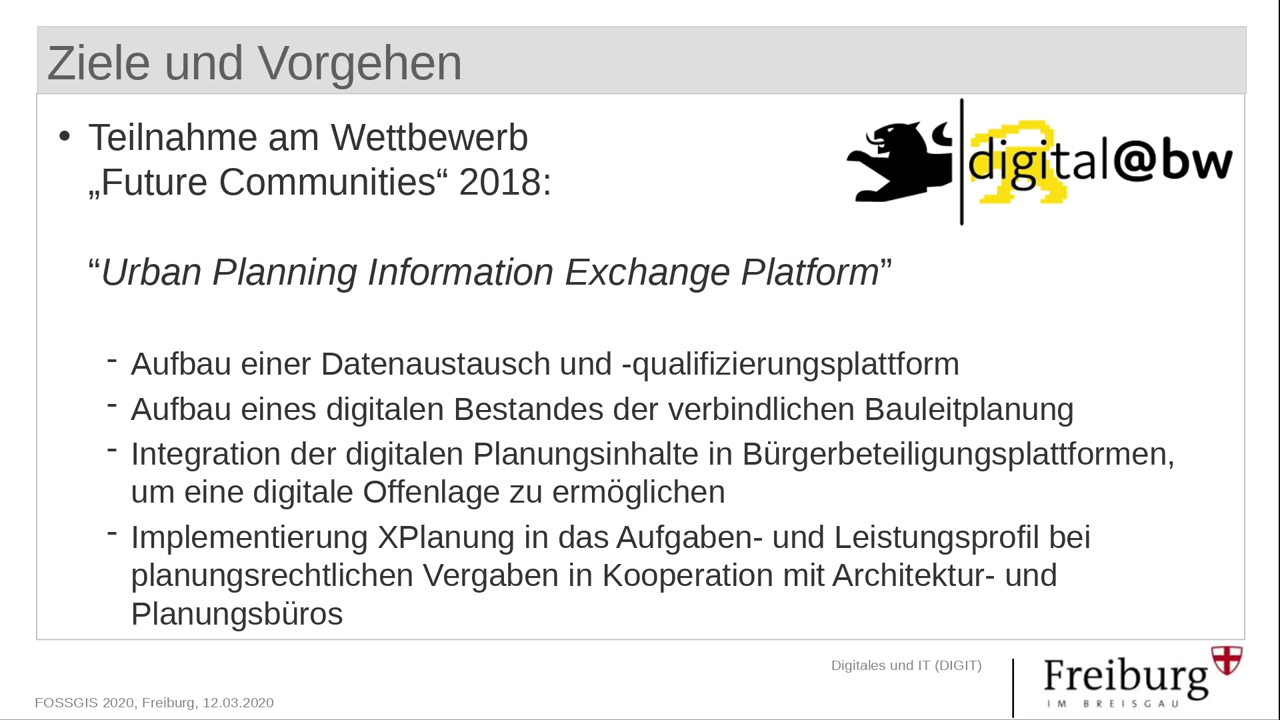 Ziele und Vorgehen
• Teilnahme am Wettbewerb
„Future Communities“ 2018:
digital@bw
“Urban Planning Information Exchange Platform”
- Aufbau einer Datenaustausch und -qualifizierungsplattform
- Aufbau eines digitalen Bestandes der verbindlichen Bauleitplanung
- Integration der digitalen Planungsinhalte in Bürgerbeteiligungsplattformen,
um eine digitale Offenlage zu ermöglichen
- Implementierung XPlanung in das Aufgaben- und Leistungsprofil bei
planungsrechtlichen Vergaben in Kooperation mit Architektur- und
Planungsbüros
Digitales und IT (DIGIT)
Freiburg
IM BREISGAU
FOSSGIS 2020, Freiburg, 12.03.2020